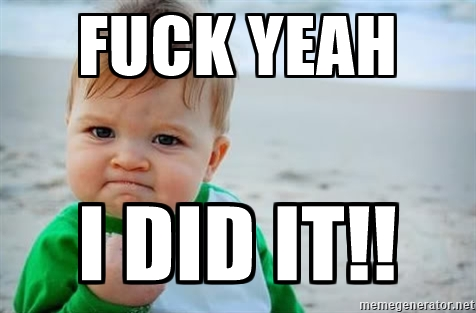 FUCK YEAH
I DID IT!!
memegenerator.net